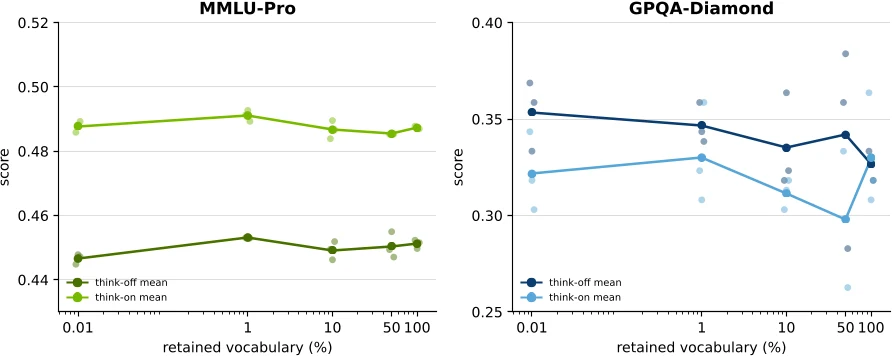 MMLU-Pro
0.52
0.50
0.48
0.46
0.44
score
think-off mean
think-on mean
0.01
1
10
50
100
retained vocabulary (%)
GPQA-Diamond
0.40
0.35
0.30
0.25
score
think-off mean
think-on mean
0.01
1
10
50
100
retained vocabulary (%)